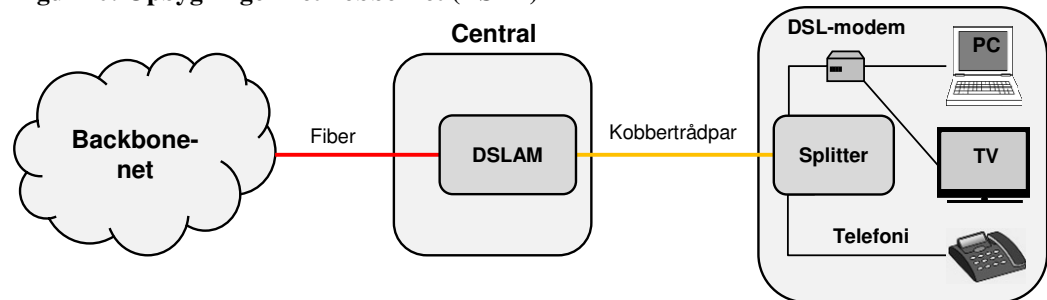 Central
DSL-modem
PC
Backbone-
net
Fiber
DSLAM
Kobbertrådpar
Splitter
TV
Telefoni